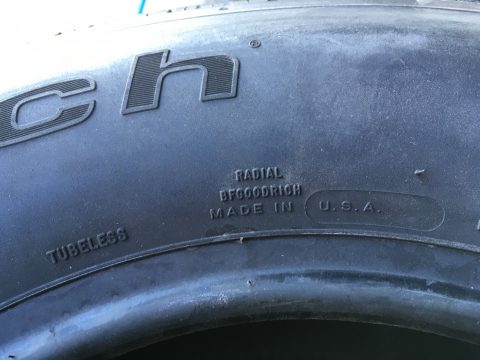 ch®
RADIAL
BFGOODRICH
MADE IN U.S.A.
TUBELESS